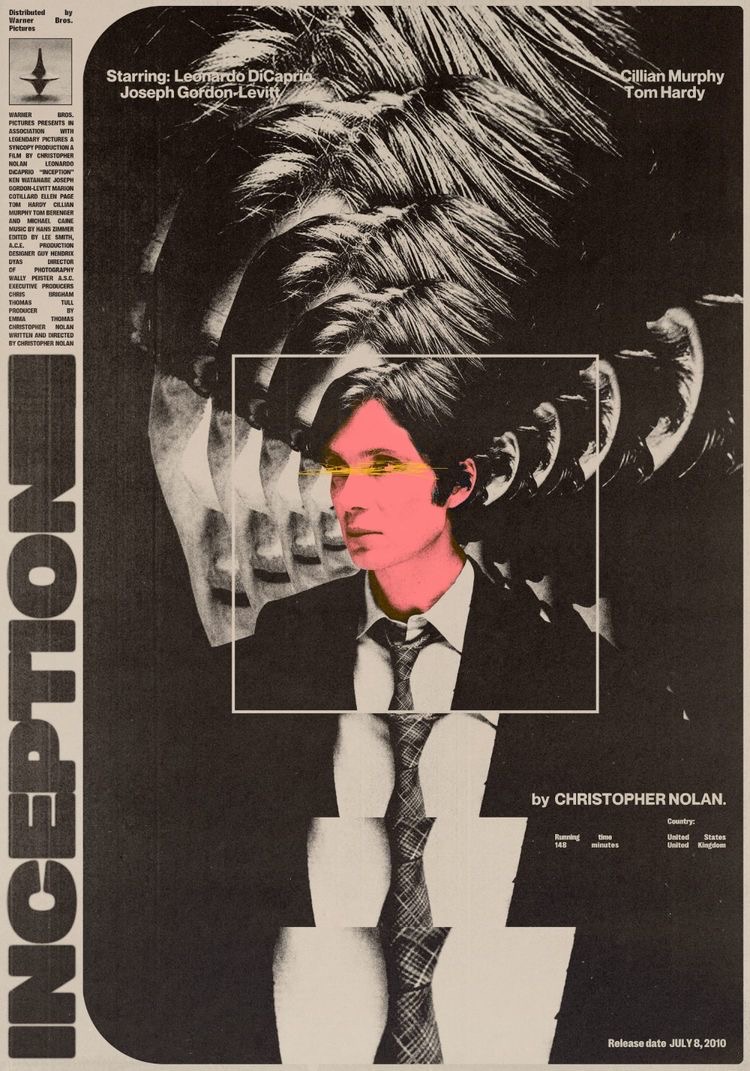 Distributed by
Warner Bros.
Pictures
WARNER BROS.
PICTURES PRESENTS IN
ASSOCIATION WITH
LEGENDARY PICTURES A
SYNCOPY PRODUCTION A
FILM BY CHRISTOPHER
NOLAN LEONARDO
DiCAPRIO "INCEPTION"
KEN WATANABE JOSEPH
GORDON-LEVITT MARION
COTILLARD ELLEN PAGE
TOM HARDY CILLIAN
MURPHY TOM BERENGER
AND MICHAEL CAINE
MUSIC BY HANS ZIMMER
EDITED BY LEE SMITH,
A.C.E. PRODUCTION
DESIGNER GUY HENDRIX
DYAS DIRECTOR
OF PHOTOGRAPHY
WALLY PFISTER A.S.C.
EXECUTIVE PRODUCERS
CHRIS BRIGHAM
THOMAS TULL
PRODUCER BY
EMMA THOMAS
CHRISTOPHER NOLAN
WRITTEN AND DIRECTED
BY CHRISTOPHER NOLAN
INCEPTION
Starring: Leonardo DiCaprio
Joseph Gordon-Levitt
Cillian Murphy
Tom Hardy
by CHRISTOPHER NOLAN.
Country:
Running time
148 minutes
United States
United Kingdom
Release date JULY 8, 2010